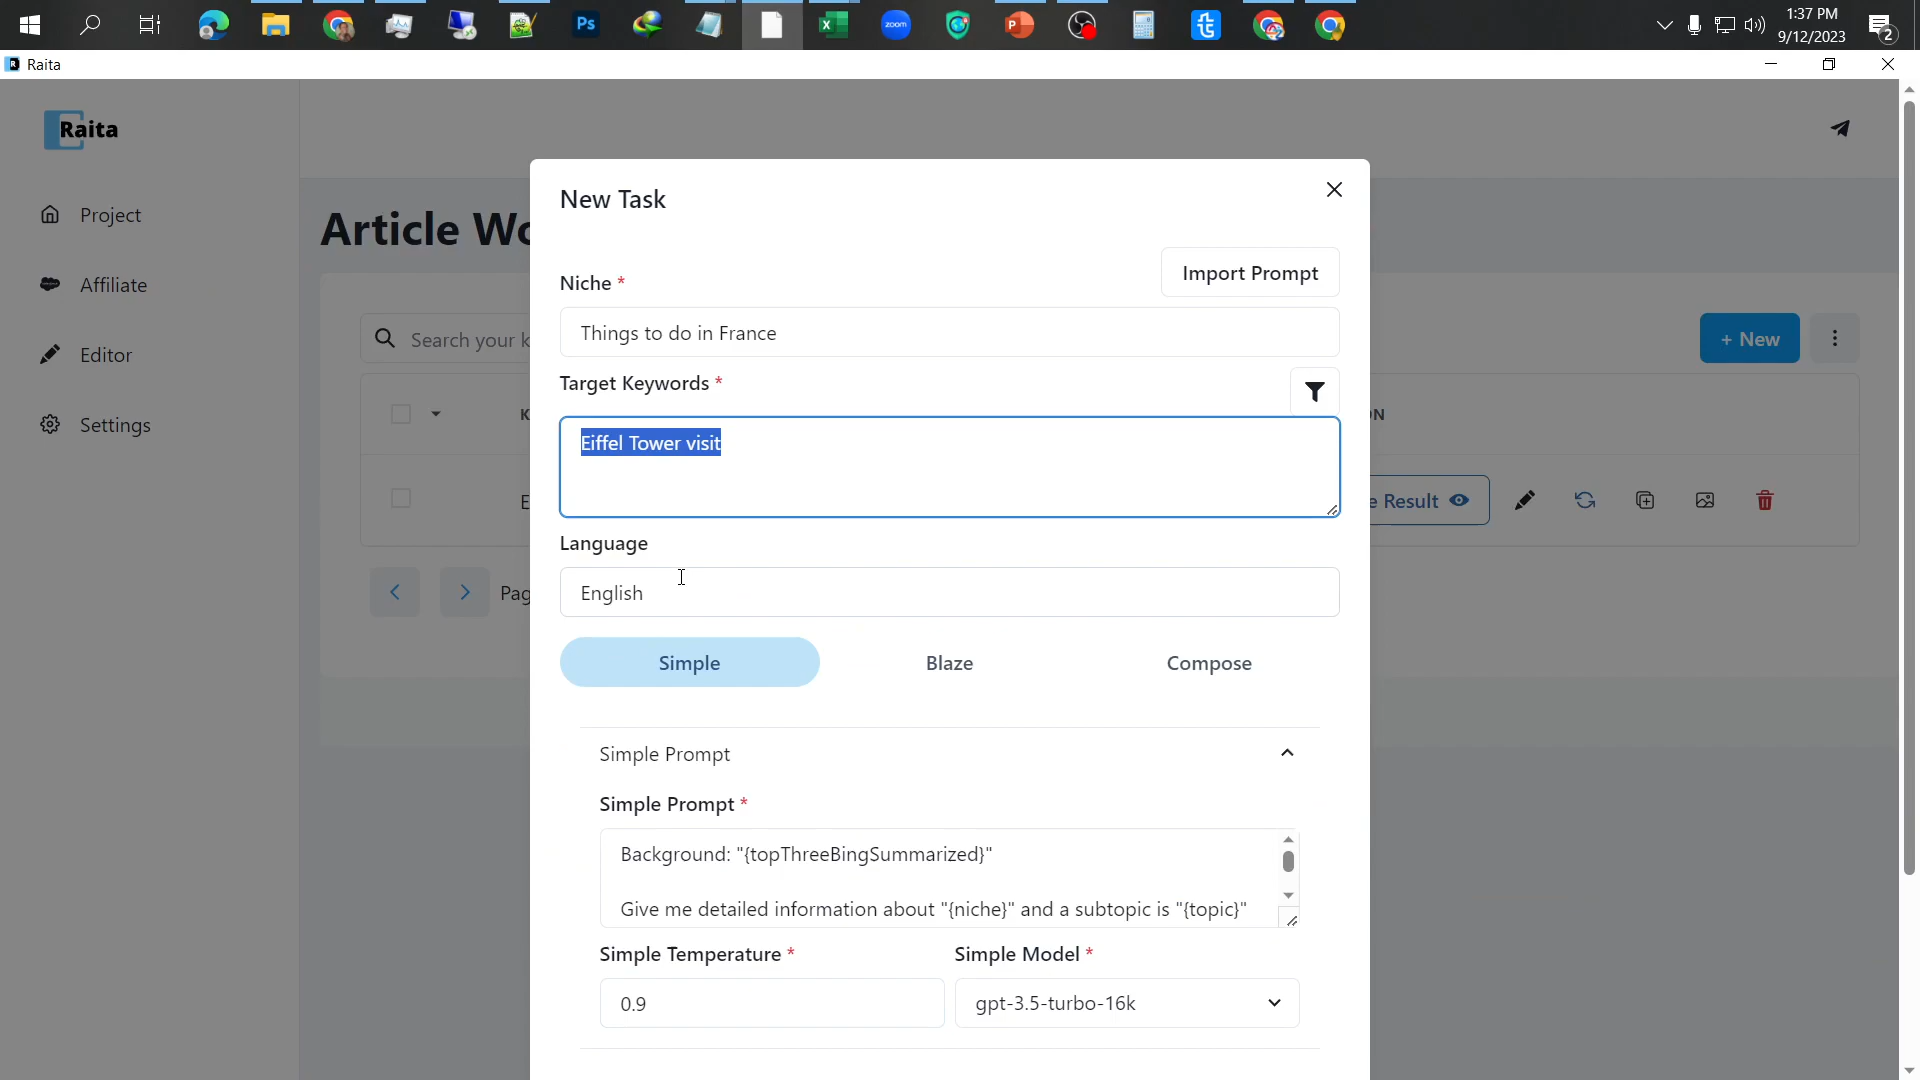 Ps
zoom
1:37 PM
9/12/2023
2
Raita
Raita
Project
Affiliate
Editor
Settings
Article Wo
Search your k
+ New
K
N
E
e Result
Pag
New Task
Import Prompt
Niche *
Things to do in France
Target Keywords *
Eiffel Tower visit
Language
English
Simple
Blaze
Compose
Simple Prompt
Simple Prompt *
Background: "{topThreeBingSummarized}"
Give me detailed information about "{niche}" and a subtopic is "{topic}"
Simple Temperature *
Simple Model *
0.9
gpt-3.5-turbo-16k